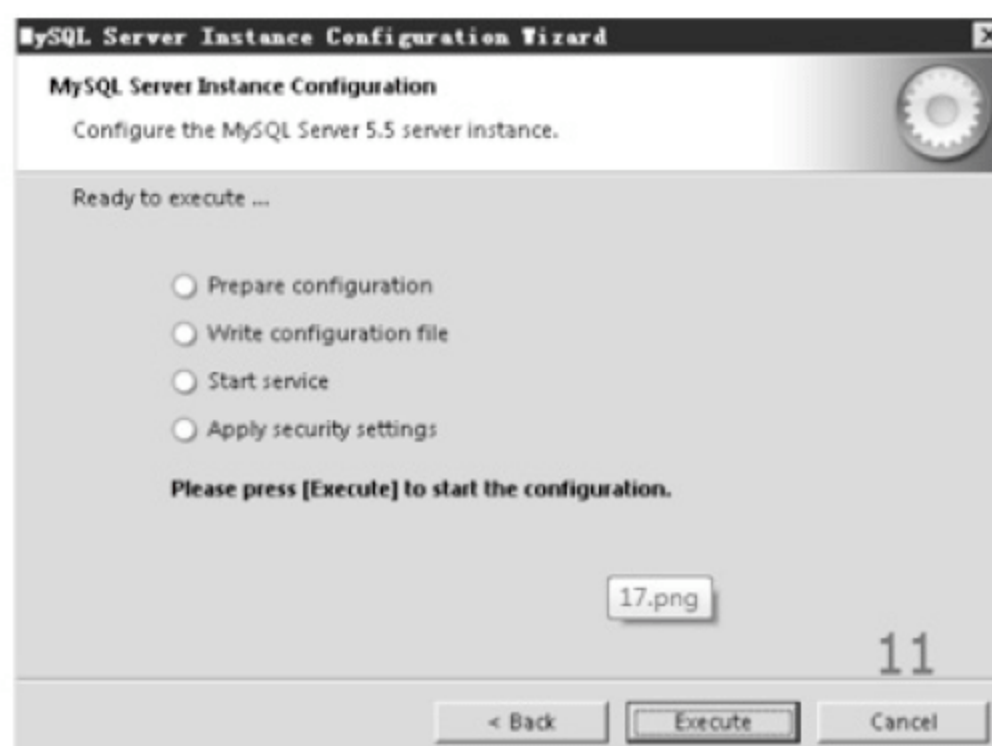 MySQL Server Instance Configuration Wizard
MySQL Server Instance Configuration
Configure the MySQL Server 5.5 server instance.
Ready to execute ...
Prepare configuration
Write configuration file
Start service
Apply security settings
Please press [Execute] to start the configuration.
17.png
11
< Back
Execute
Cancel